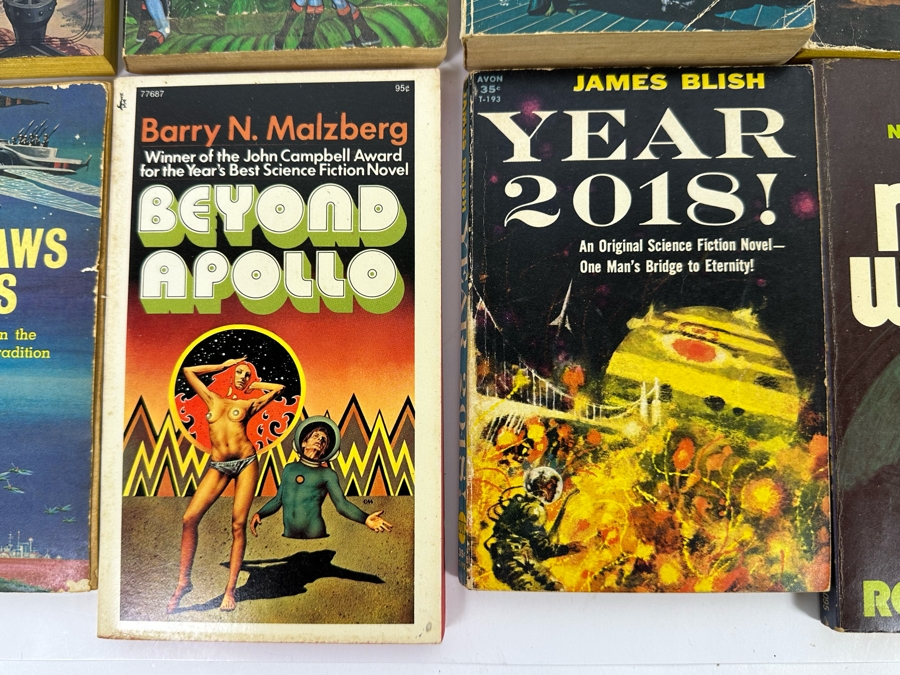 AWS
S
n the
radition
77687
95¢
Barry N. Malzberg
Winner of the John Campbell Award
for the Year's Best Science Fiction Novel
BEYOND
APOLLO
AVON
35¢
T-193
JAMES BLISH
YEAR
2018!
An Original Science Fiction Novel—
One Man's Bridge to Eternity!
N
RO